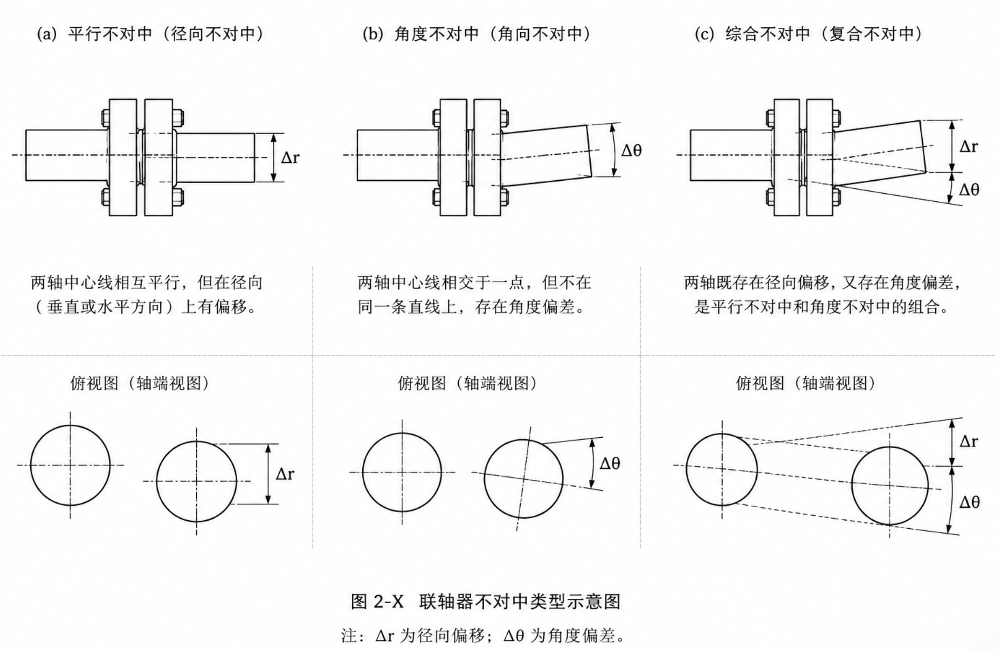 (a) 平行不对中（径向不对中）
(b) 角度不对中（角向不对中）
(c) 综合不对中（复合不对中）
Δr
Δθ
Δr
Δθ
两轴中心线相互平行，但在径向
（垂直或水平方向）上有偏移。
两轴中心线相交于一点，但不在
同一条直线上，存在角度偏差。
两轴既存在径向偏移，又存在角度偏差，
是平行不对中和角度不对中的组合。
俯视图（轴端视图）
俯视图（轴端视图）
俯视图（轴端视图）
Δr
Δθ
Δr
Δθ
图 2-X 联轴器不对中类型示意图
注：Δr 为径向偏移；Δθ 为角度偏差。